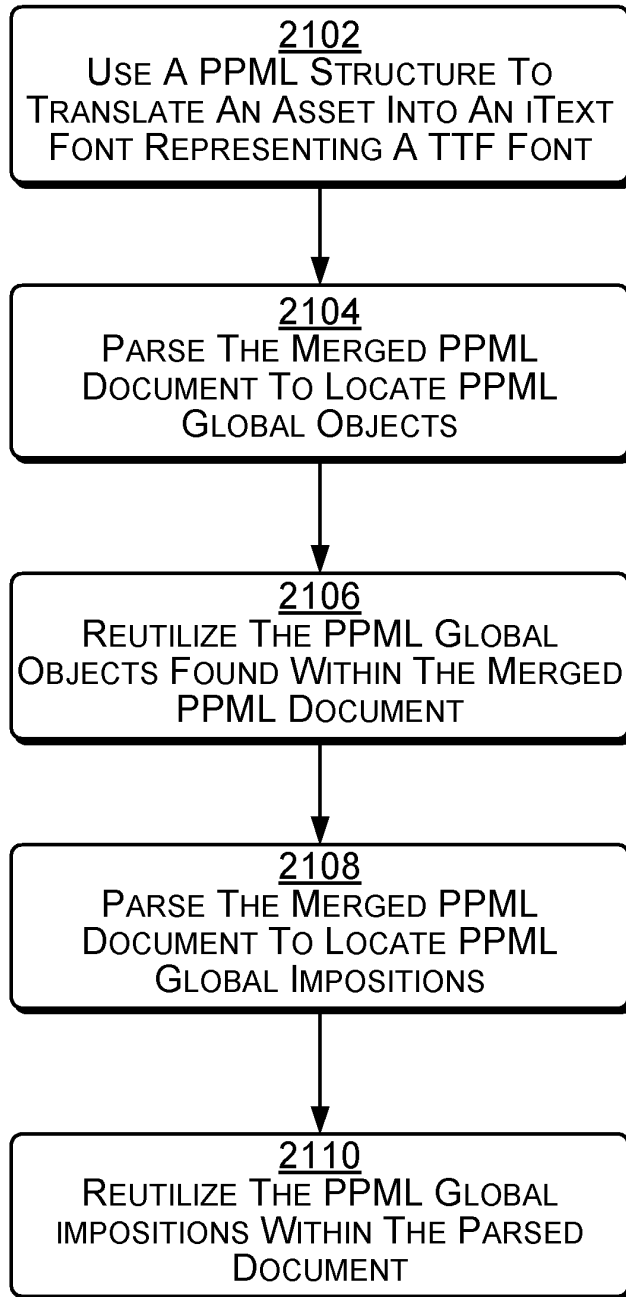 2102
USE A PPML STRUCTURE TO
TRANSLATE AN ASSET INTO AN ITEXT
FONT REPRESENTING A TTF FONT
2104
PARSE THE MERGED PPML
DOCUMENT TO LOCATE PPML
GLOBAL OBJECTS
2106
REUTILIZE THE PPML GLOBAL
OBJECTS FOUND WITHIN THE MERGED
PPML DOCUMENT
2108
PARSE THE MERGED PPML
DOCUMENT TO LOCATE PPML
GLOBAL IMPOSITIONS
2110
REUTILIZE THE PPML GLOBAL
IMPOSITIONS WITHIN THE PARSED
DOCUMENT